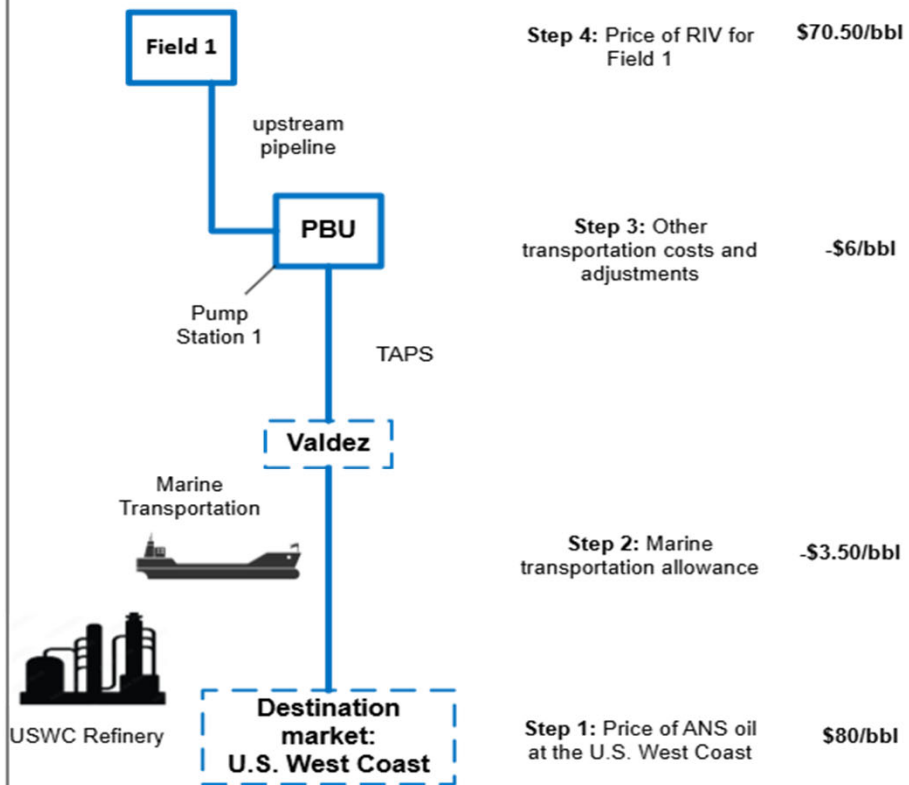 Field 1
Step 4: Price of RIV for
Field 1
$70.50/bbl
upstream
pipeline
PBU
Step 3: Other
transportation costs and
adjustments
-$6/bbl
Pump
Station 1
TAPS
Valdez
Marine
Transportation
Step 2: Marine
transportation allowance
-$3.50/bbl
USWC Refinery
Destination
market:
U.S. West Coast
Step 1: Price of ANS oil
at the U.S. West Coast
$80/bbl